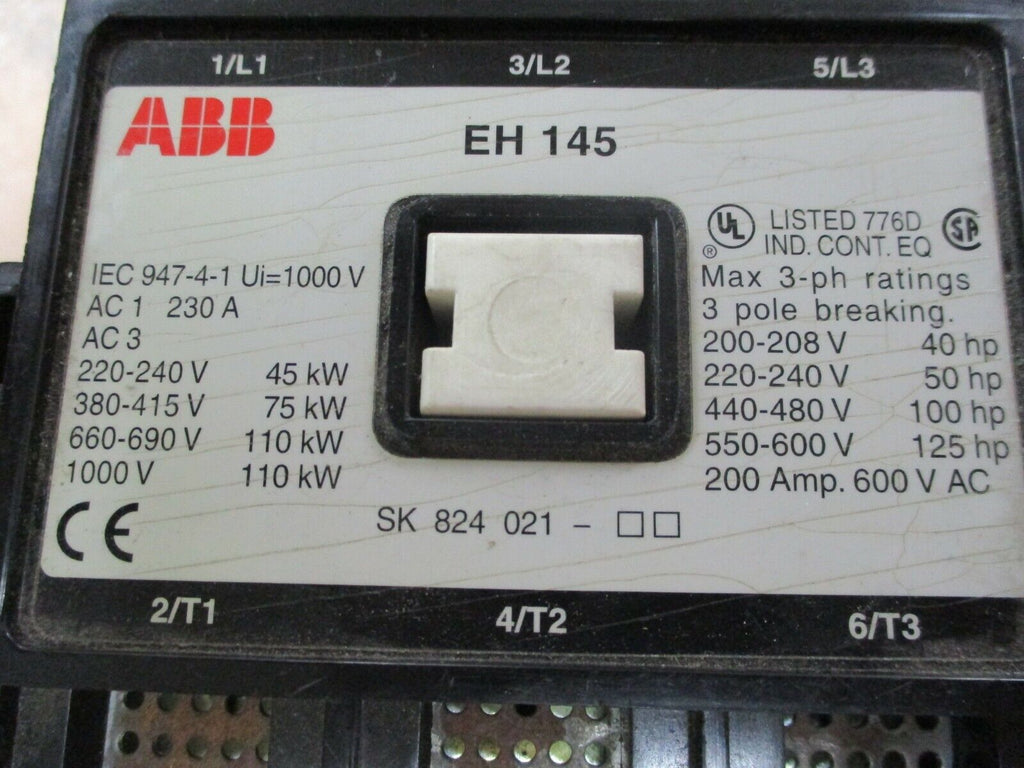 1/L1 3/L2 5/L3
ABB
EH 145
IEC 947-4-1 Ui=1000 V
AC 1 230 A
AC 3
220-240 V 45 kW
380-415 V 75 kW
660-690 V 110 kW
1000 V 110 kW
CE
UL
®
LISTED 776D
IND. CONT. EQ
SA
Max 3-ph ratings
3 pole breaking.
200-208 V 40 hp
220-240 V 50 hp
440-480 V 100 hp
550-600 V 125 hp
200 Amp. 600 V AC
SK 824 021 - □□
2/T1 4/T2 6/T3